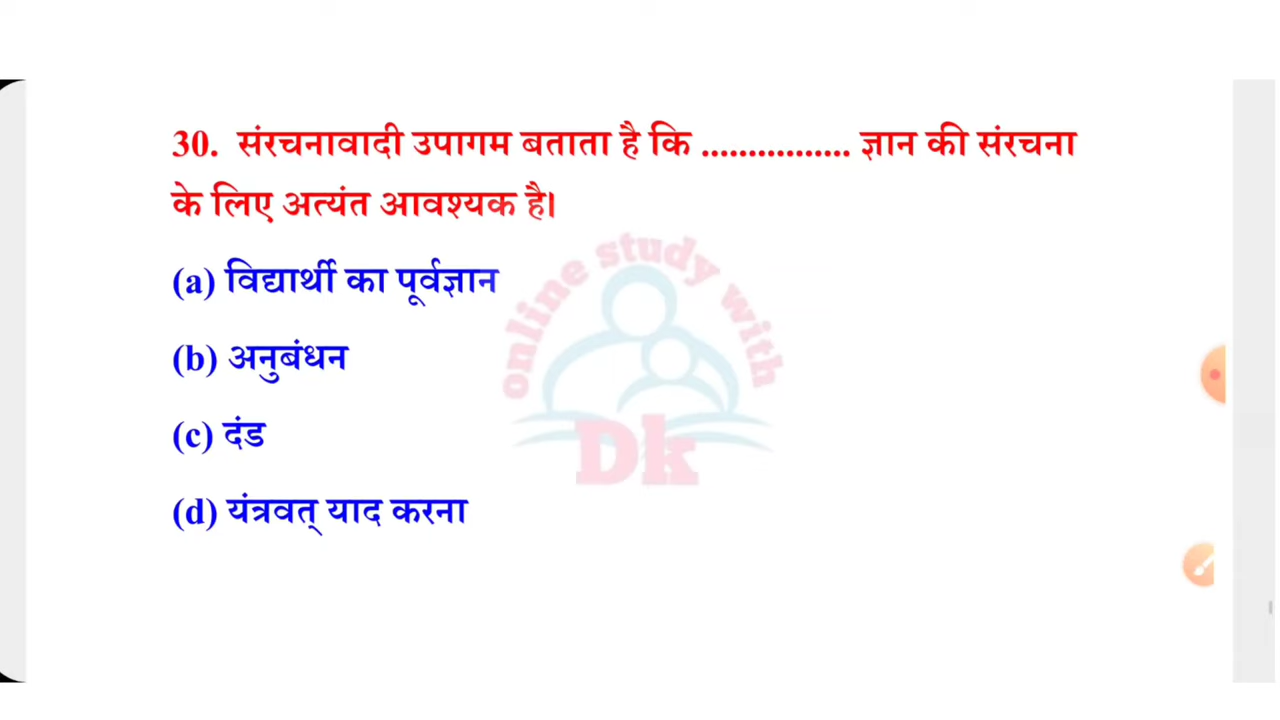 30. संरचनावादी उपागम बताता है कि ................ ज्ञान की संरचना
के लिए अत्यंत आवश्यक है।
(a) विद्यार्थी का पूर्वज्ञान
(b) अनुबंधन
(c) दंड
(d) यंत्रवत् याद करना
online study with
Dk